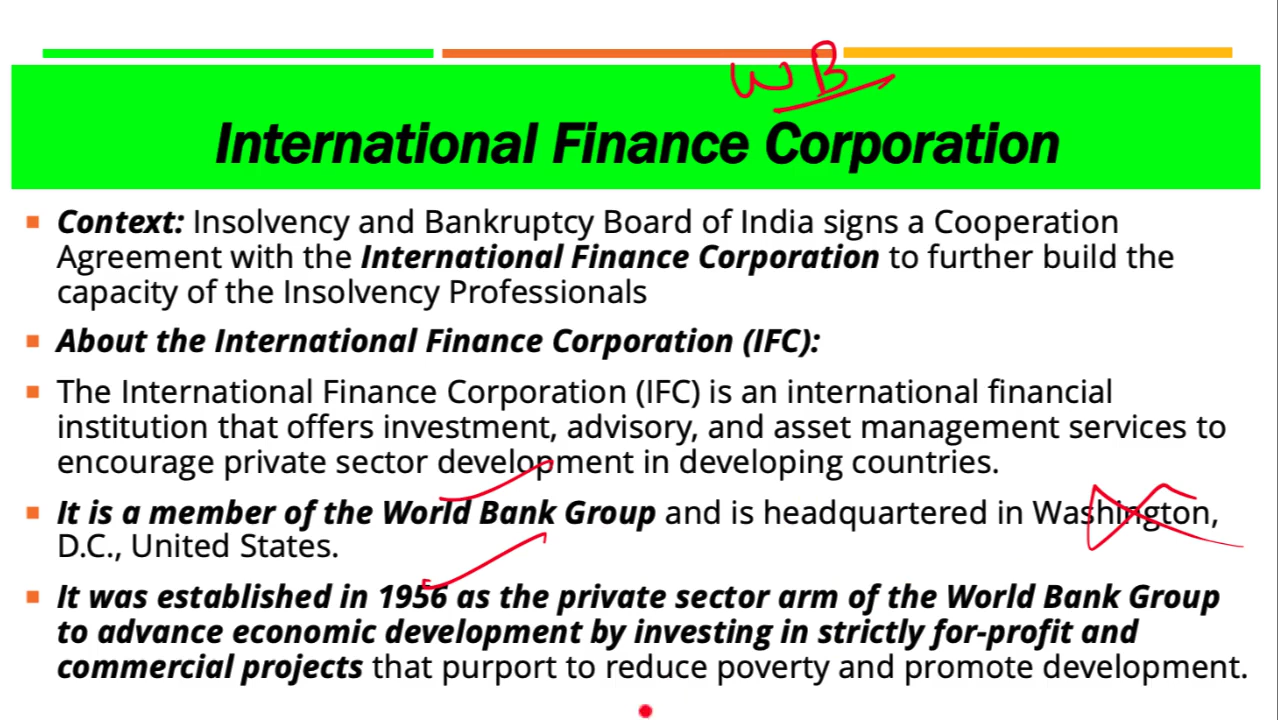 WB
International Finance Corporation
Context: Insolvency and Bankruptcy Board of India signs a Cooperation
Agreement with the International Finance Corporation to further build the
capacity of the Insolvency Professionals
About the International Finance Corporation (IFC):
The International Finance Corporation (IFC) is an international financial
institution that offers investment, advisory, and asset management services to
encourage private sector development in developing countries.
It is a member of the World Bank Group and is headquartered in Washington,
D.C., United States.
It was established in 1956 as the private sector arm of the World Bank Group
to advance economic development by investing in strictly for-profit and
commercial projects that purport to reduce poverty and promote development.